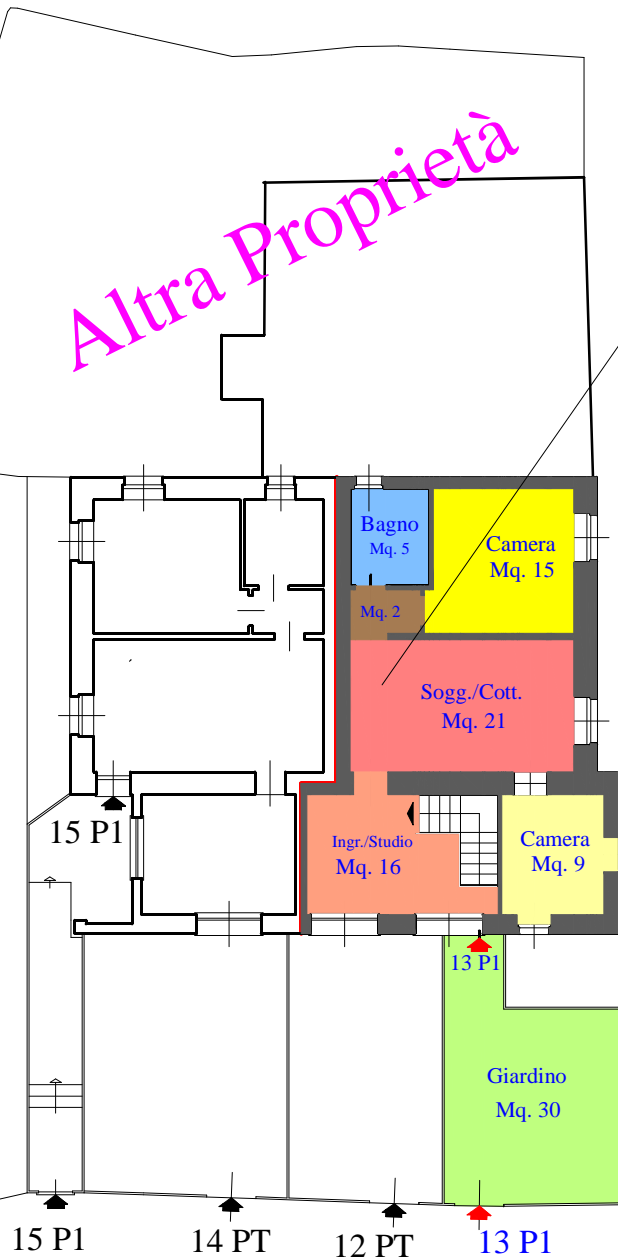 Altra Proprietà
Bagno
Mq. 5
Camera
Mq. 15
Mq. 2
Sogg./Cott.
Mq. 21
15 P1
Ingr./Studio
Mq. 16
Camera
Mq. 9
13 P1
Giardino
Mq. 30
15 P1
14 PT
12 PT
13 P1